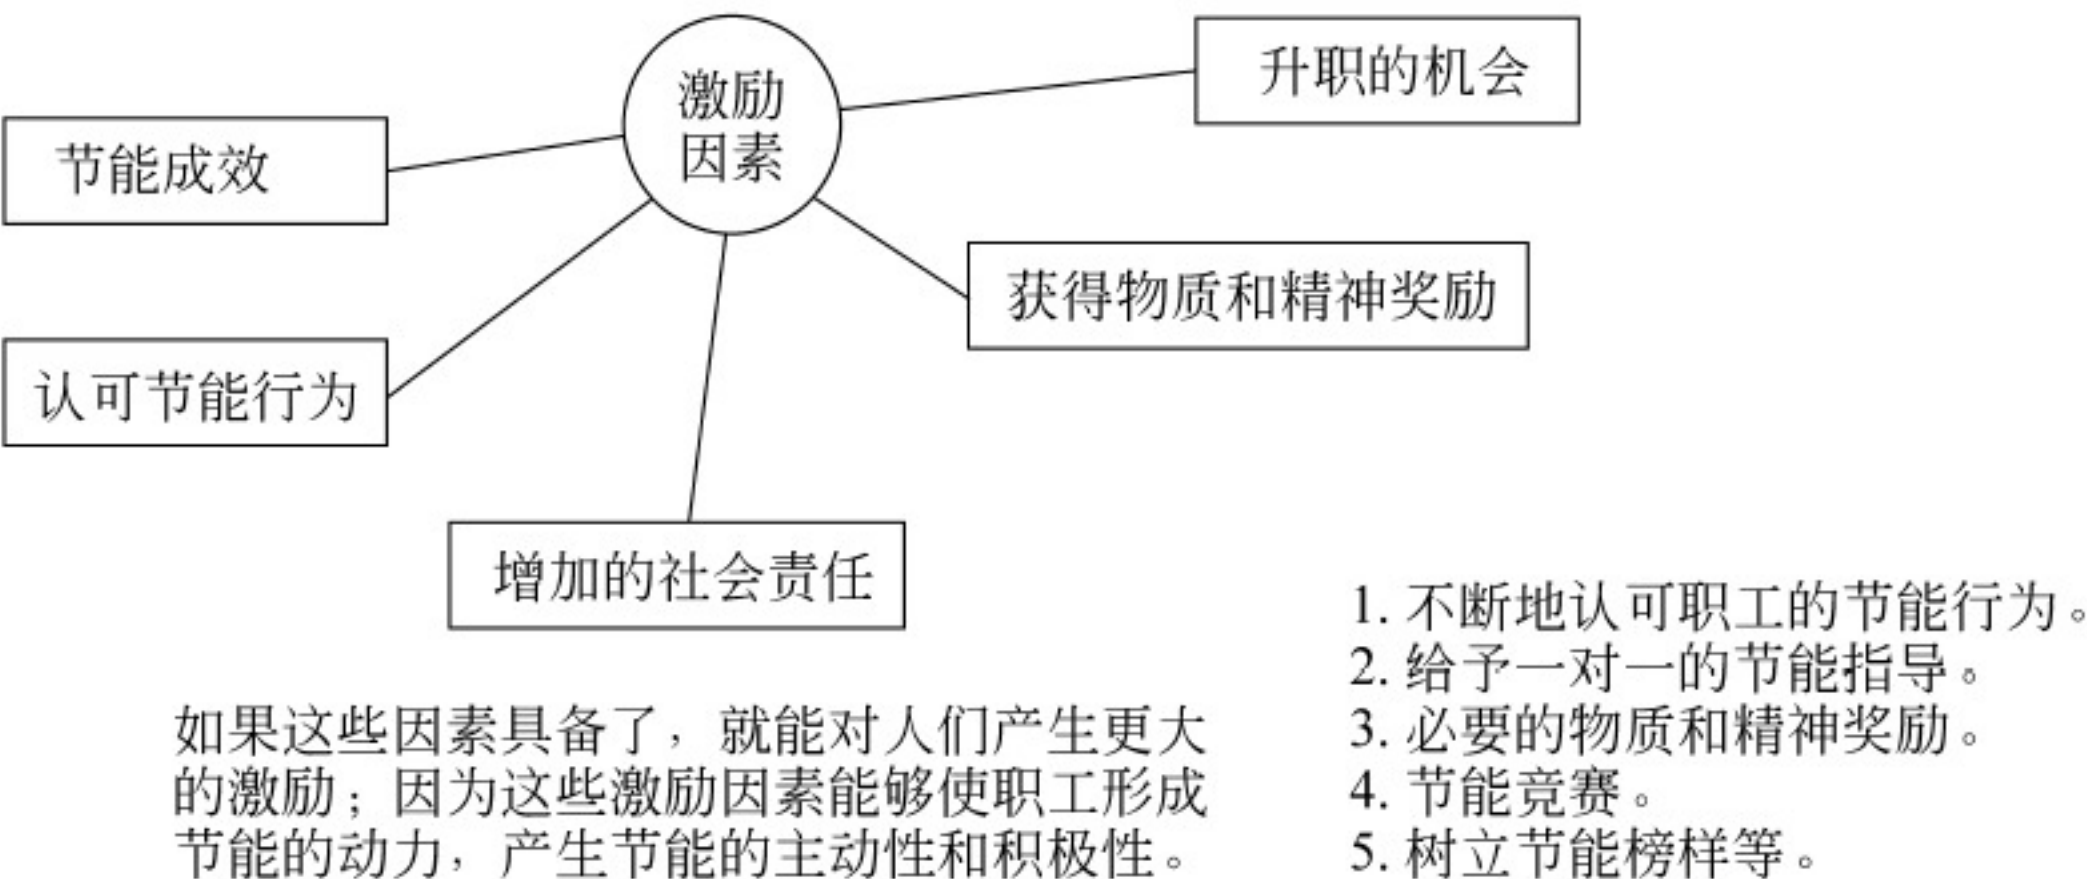 激励
因素
升职的机会
节能成效
获得物质和精神奖励
认可节能行为
增加的社会责任
如果这些因素具备了，就能对人们产生更大
的激励；因为这些激励因素能够使职工形成
节能的动力，产生节能的主动性和积极性。
1. 不断地认可职工的节能行为。
2. 给予一对一的节能指导。
3. 必要的物质和精神奖励。
4. 节能竞赛。
5. 树立节能榜样等。